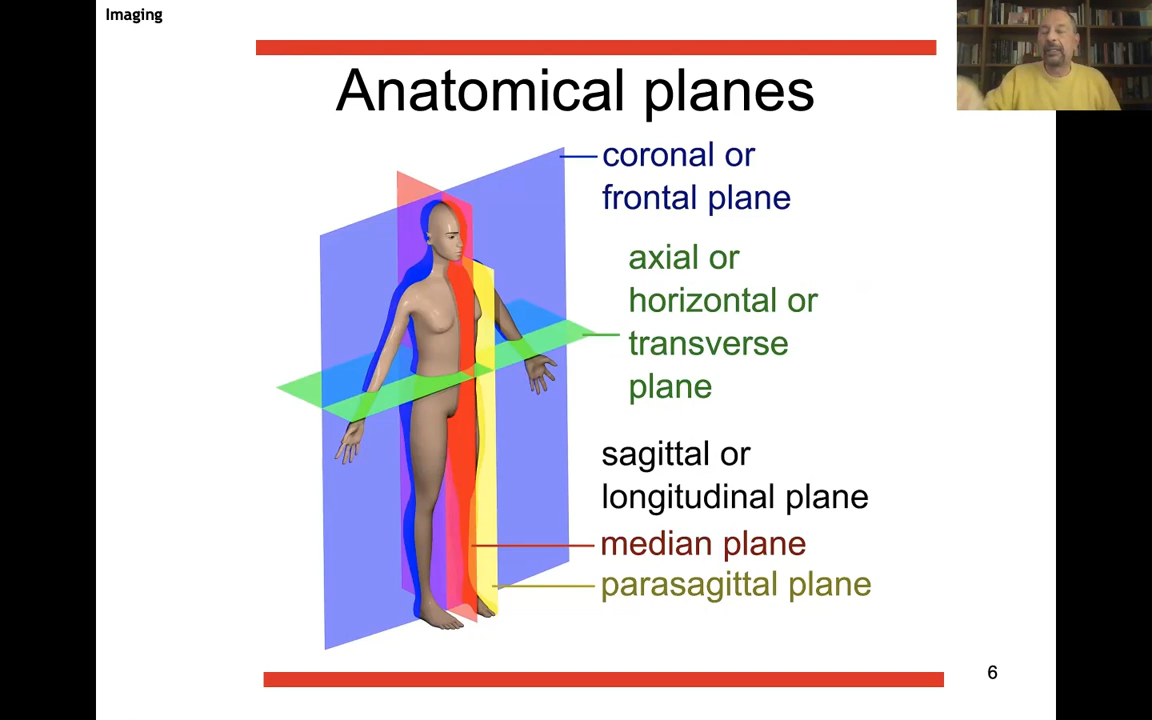 Imaging
Anatomical planes
coronal or
frontal plane
axial or
horizontal or
transverse
plane
sagittal or
longitudinal plane
median plane
parasagittal plane
6